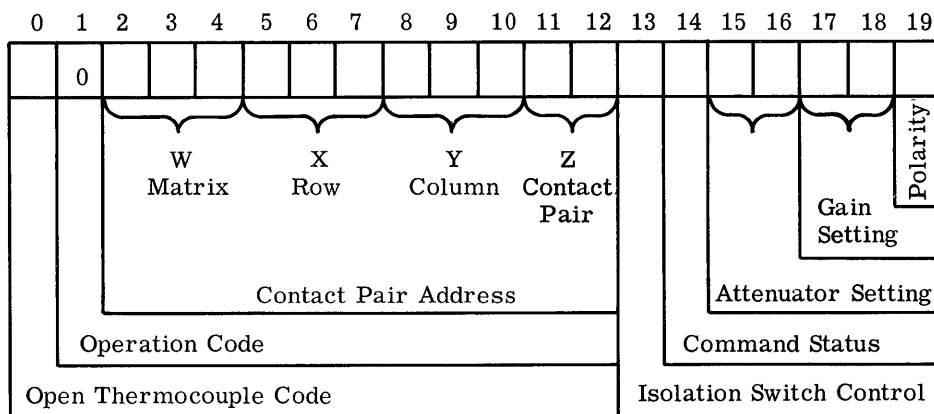 0 1 2 3 4 5 6 7 8 9 10 11 12 13 14 15 16 17 18 19
0
W X Y Z
Matrix Row Column Contact
Pair
Polarity
Gain
Setting
Contact Pair Address
Attenuator Setting
Operation Code
Command Status
Open Thermocouple Code
Isolation Switch Control